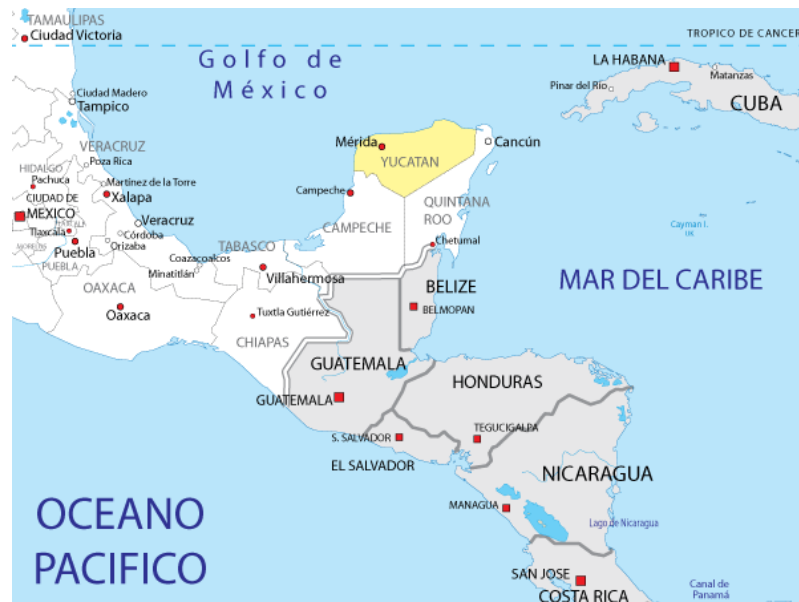 TAMAULIPAS
Ciudad Victoria
TROPICO DE CANCER
Golfo de
México
LA HABANA
Matanzas
Pinar del Río
CUBA
Ciudad Madero
Tampico
VERACRUZ
Poza Rica
HIDALGO
Pachuca
Martínez de la Torre
CIUDAD DE
MEXICO
Xalapa
Tlaxcala
Veracruz
Córdoba
Orizaba
MORELOS
Puebla
PUEBLA
Mérida
YUCATAN
Cancún
Campeche
CAMPECHE
QUINTANA
ROO
Chetumal
Cayman I.
UK
TABASCO
Coazacoalcos
Minatitlán
Villahermosa
OAXACA
Oaxaca
Tuxtla Gutiérrez
CHIAPAS
BELIZE
BELMOPAN
MAR DEL CARIBE
GUATEMALA
GUATEMALA
HONDURAS
S. SALVADOR
TEGUCIGALPA
EL SALVADOR
NICARAGUA
MANAGUA
Lago de Nicaragua
OCEANO
PACIFICO
SAN JOSE
COSTA RICA
Canal de
Panamá